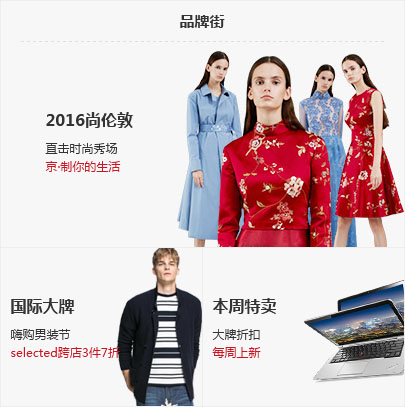 品牌街
2016尚伦敦
直击时尚秀场
京·制你的生活
国际大牌
嗨购男装节
selected跨店3件7折
本周特卖
大牌折扣
每周上新